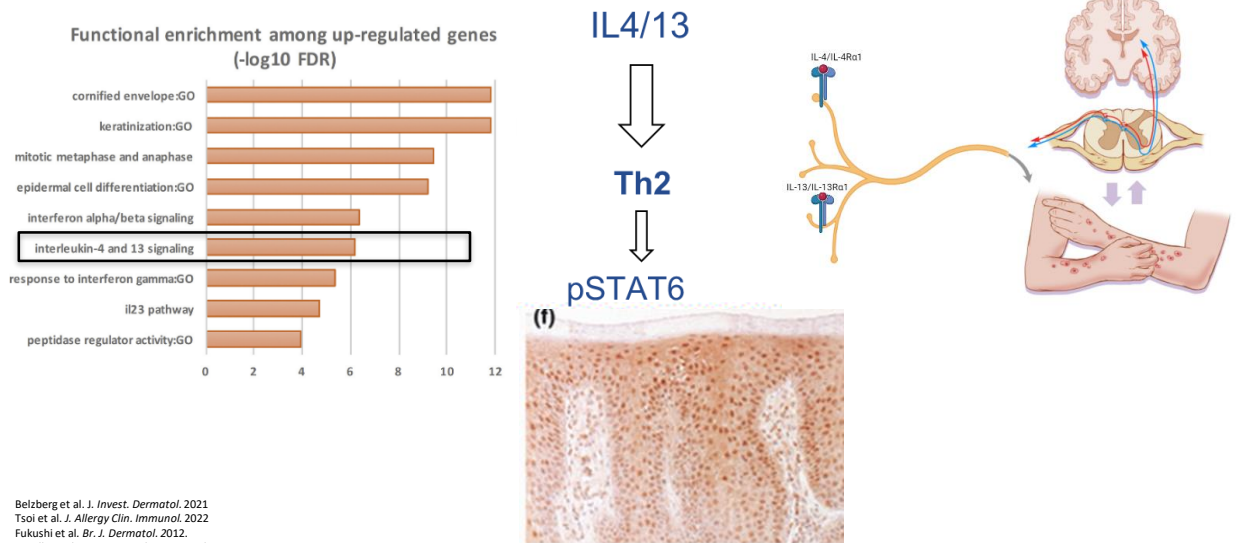 Functional enrichment among up-regulated genes
(-log10 FDR)
cornified envelope:GO
keratinization:GO
mitotic metaphase and anaphase
epidermal cell differentiation:GO
interferon alpha/beta signaling
interleukin-4 and 13 signaling
response to interferon gamma:GO
il23 pathway
peptidase regulator activity:GO
0 2 4 6 8 10 12
IL4/13
Th2
pSTAT6
(f)
IL-4/IL-4Rα1
IL-13/IL-13Rα1
Belzberg et al. J. Invest. Dermatol. 2021
Tsoi et al. J. Allergy Clin. Immunol. 2022
Fukushi et al. Br. J. Dermatol. 2012.